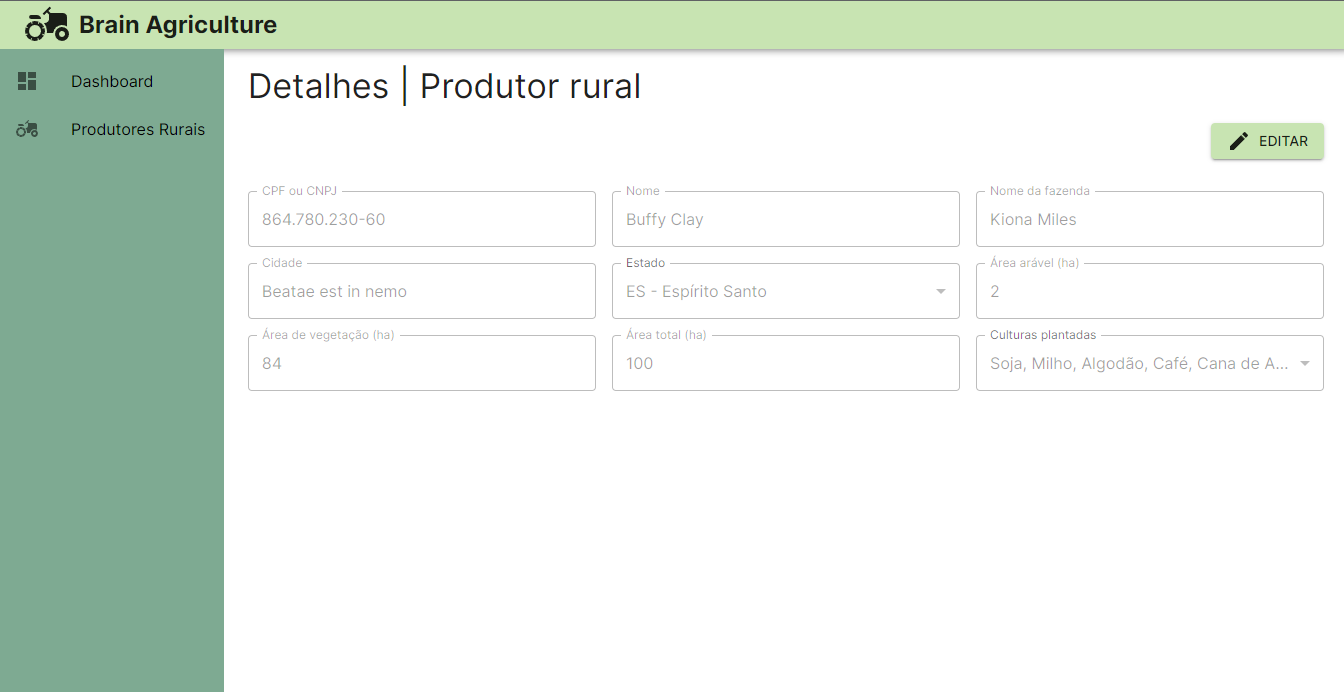 Brain Agriculture
Dashboard
Produtores Rurais
Detalhes | Produtor rural
EDITAR
CPF ou CNPJ
864.780.230-60
Nome
Buffy Clay
Nome da fazenda
Kiona Miles
Cidade
Beatae est in nemo
Estado
ES - Espírito Santo
Área arável (ha)
2
Área de vegetação (ha)
84
Área total (ha)
100
Culturas plantadas
Soja, Milho, Algodão, Café, Cana de A...